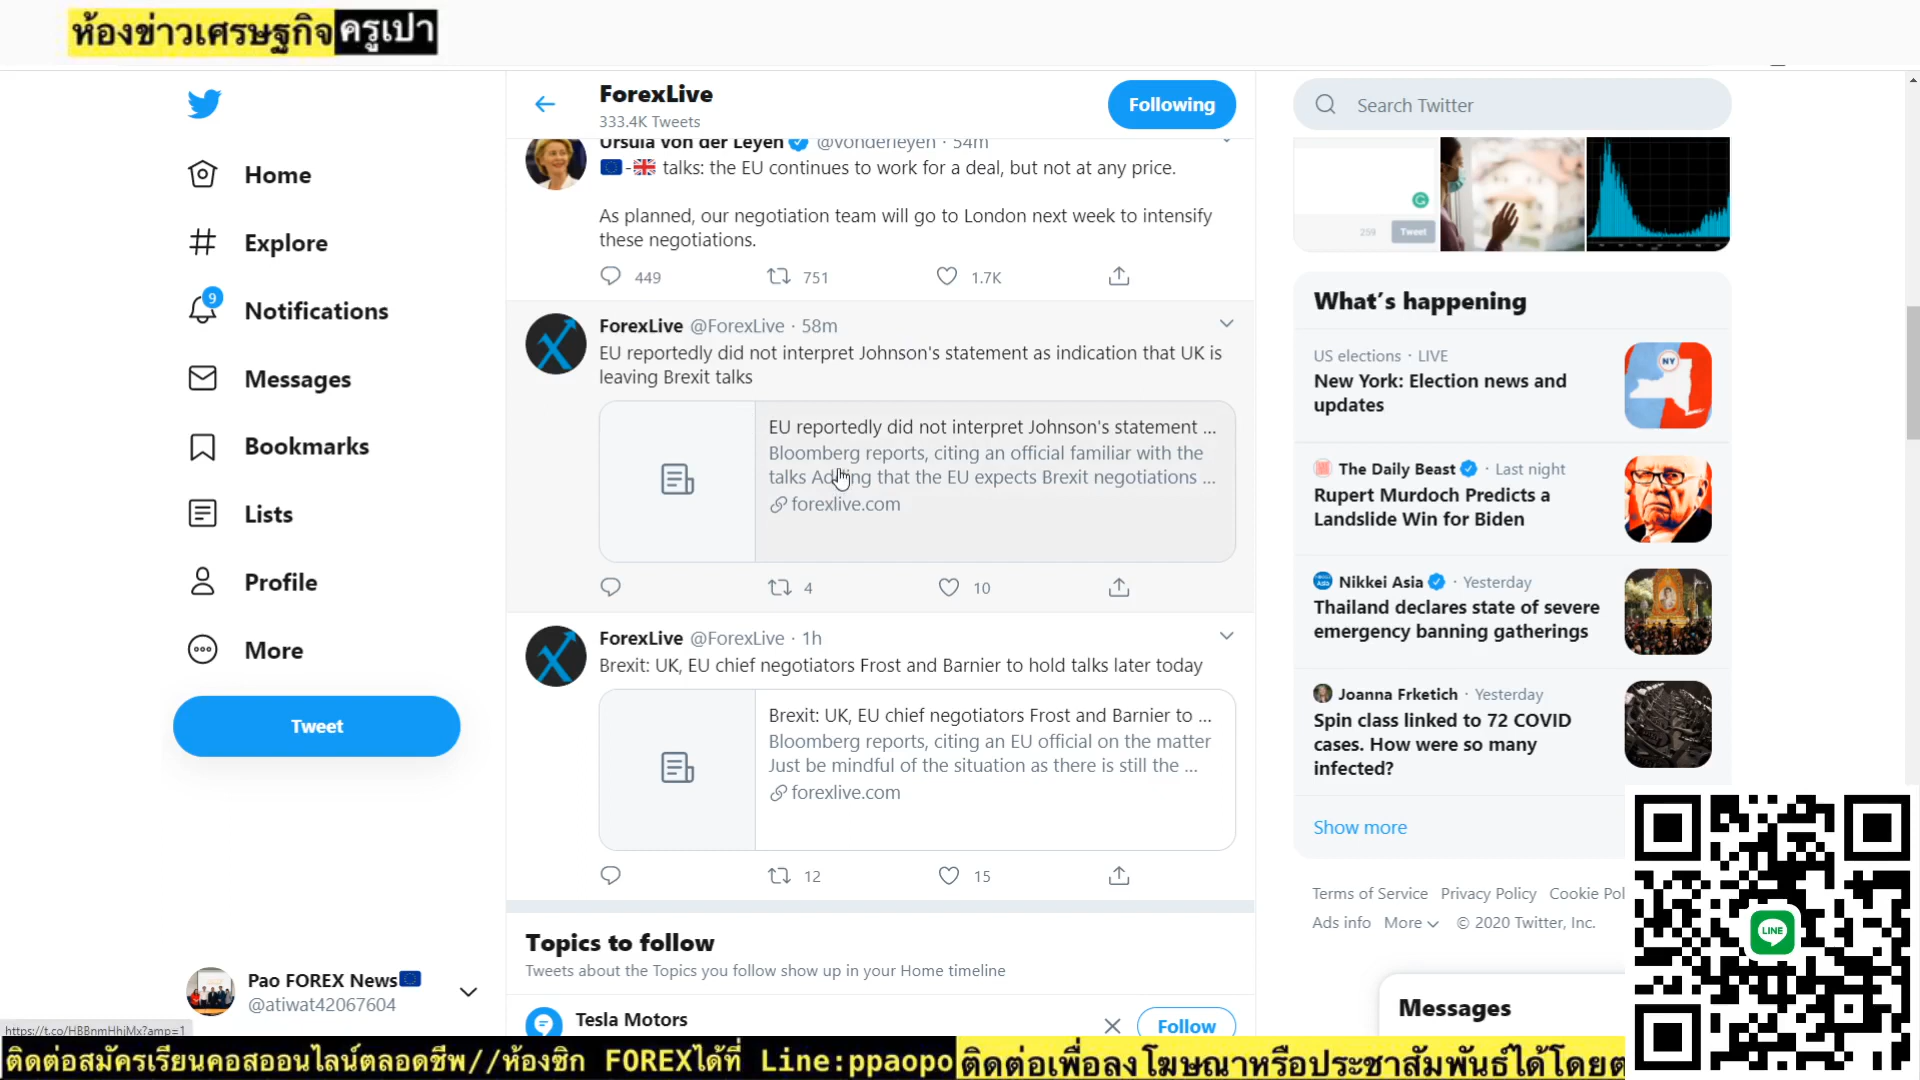 ห้องข่าวเศรษฐกิจครูเปา
ForexLive
333.4K Tweets
Following
Search Twitter
Home
Explore
9
Notifications
Messages
Bookmarks
Lists
Profile
More
Tweet
Pao FOREX News
@atiwat42067604
https://t.co/HBBnmHhjMx?amp=1
Ursula von der Leyen @vonderleyen · 54m
- talks: the EU continues to work for a deal, but not at any price.
As planned, our negotiation team will go to London next week to intensify
these negotiations.
449 751 1.7K
ForexLive @ForexLive · 58m
EU reportedly did not interpret Johnson's statement as indication that UK is
leaving Brexit talks
EU reportedly did not interpret Johnson's statement ...
Bloomberg reports, citing an official familiar with the
talks Adding that the EU expects Brexit negotiations ...
forexlive.com
4 10
ForexLive @ForexLive · 1h
Brexit: UK, EU chief negotiators Frost and Barnier to hold talks later today
Brexit: UK, EU chief negotiators Frost and Barnier to ...
Bloomberg reports, citing an EU official on the matter
Just be mindful of the situation as there is still the ...
forexlive.com
12 15
Topics to follow
Tweets about the Topics you follow show up in your Home timeline
Tesla Motors
Follow
259 Tweet
What's happening
US elections · LIVE
New York: Election news and
updates
NY
The Daily Beast · Last night
Rupert Murdoch Predicts a
Landslide Win for Biden
Nikkei Asia · Yesterday
Thailand declares state of severe
emergency banning gatherings
Joanna Frketich · Yesterday
Spin class linked to 72 COVID
cases. How were so many
infected?
Show more
Terms of Service Privacy Policy Cookie Pol
Ads info More © 2020 Twitter, Inc.
Messages
LINE
ติดต่อสมัครเรียนคอสออนไลน์ตลอดชีพ//ห้องซิก FOREXได้ที่ Line:ppaopo
ติดต่อเพื่อลงโฆษณาหรือประชาสัมพันธ์ได้โดยต